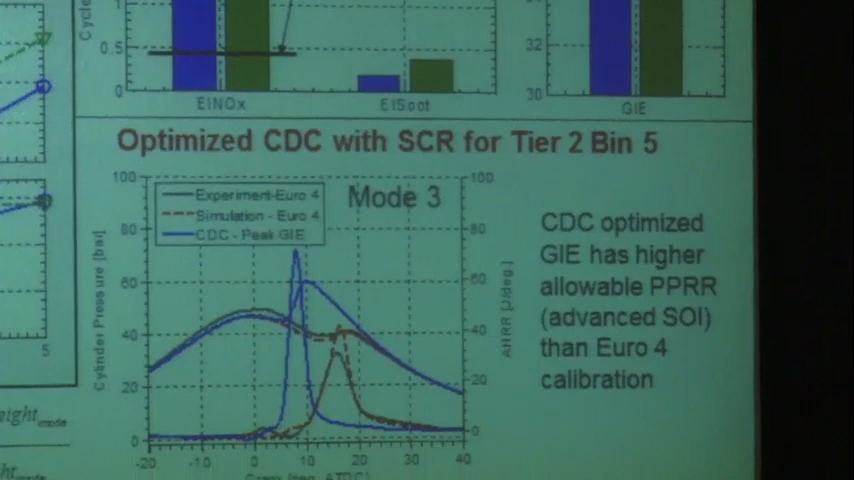 Cycle
1
0.5
0
EINOx
EISoot
32
30
GIE
Optimized CDC with SCR for Tier 2 Bin 5
100
80
60
40
20
0
Cylinder Pressure [bar]
Experiment-Euro 4
Simulation - Euro 4
CDC - Peak GIE
Mode 3
100
80
60
40
20
0
AHRR [J/deg.]
-20
-10
0
10
20
30
40
CDC optimized
GIE has higher
allowable PPRR
(advanced SOI)
than Euro 4
calibration
5